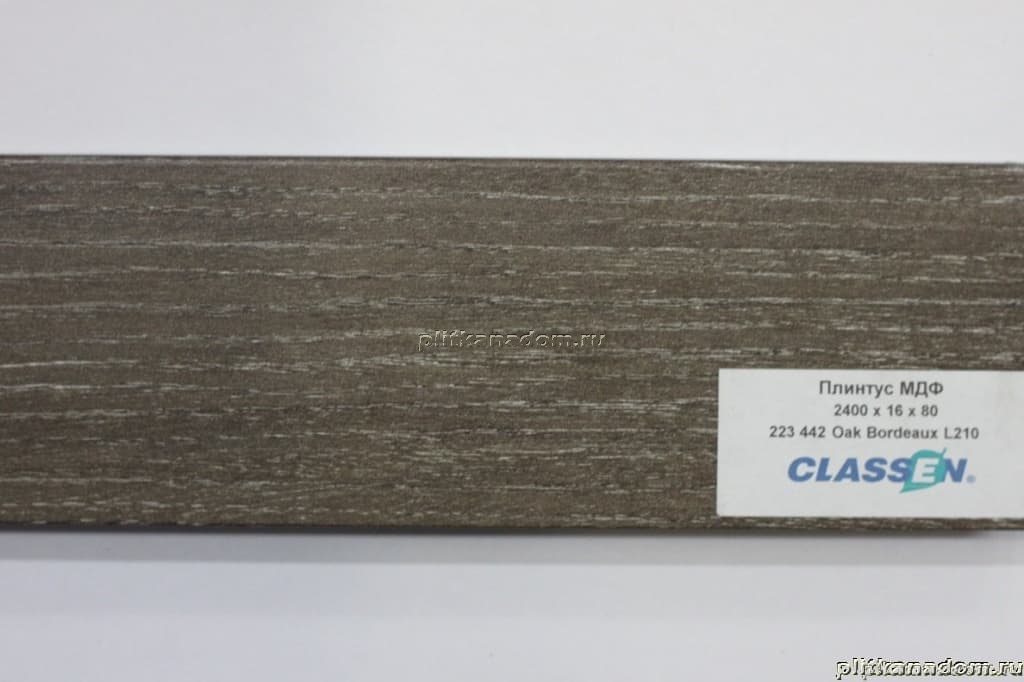 plitkanadom.ru
Плинтус МДФ
2400 x 16 x 80
223 442 Oak Bordeaux L210
CLASSEN®
plitkanadom.ru